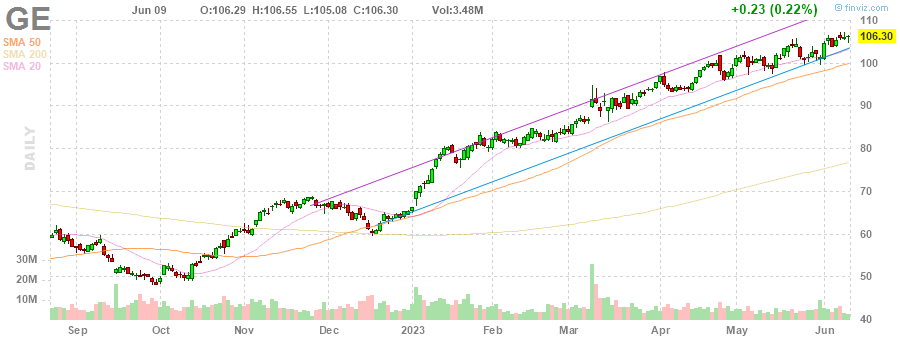 GE Jun 09 O:106.29 H:106.55 L:105.08 C:106.30 Vol:3.48M +0.23 (0.22%) © finviz.com
SMA 50
SMA 200
SMA 20
DAILY
110
106.30
100
90
80
70
60
50
40
30M
20M
10M
Sep Oct Nov Dec 2023 Feb Mar Apr May Jun